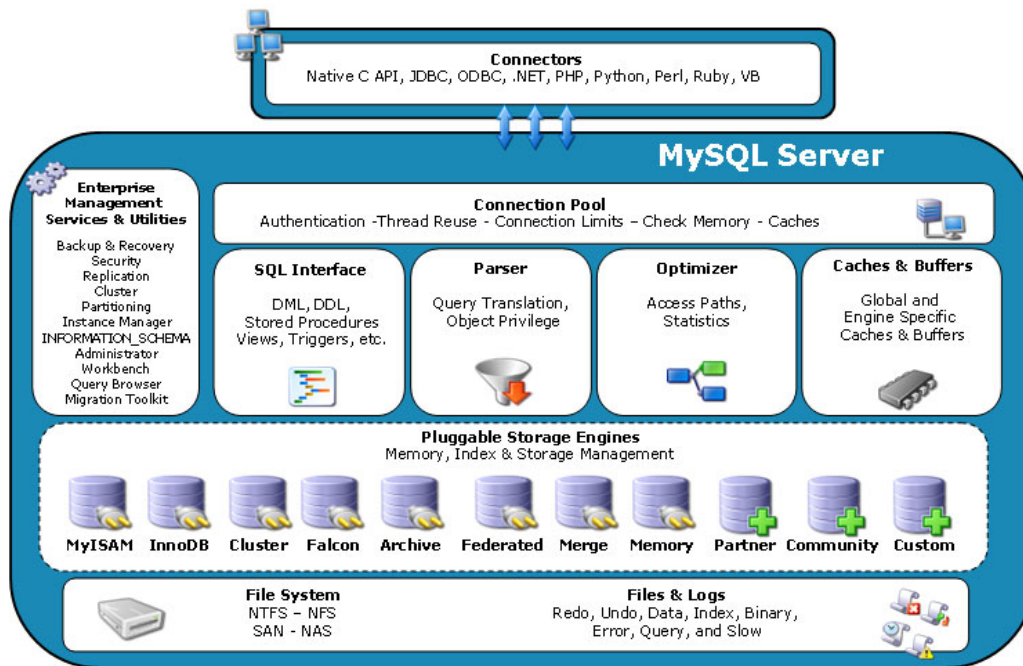 Connectors
Native C API, JDBC, ODBC, .NET, PHP, Python, Perl, Ruby, VB
MySQL Server
Enterprise
Management
Services & Utilities
Backup & Recovery
Security
Replication
Cluster
Partitioning
Instance Manager
INFORMATION_SCHEMA
Administrator
Workbench
Query Browser
Migration Toolkit
Connection Pool
Authentication -Thread Reuse - Connection Limits – Check Memory - Caches
SQL Interface
DML, DDL,
Stored Procedures
Views, Triggers, etc.
Parser
Query Translation,
Object Privilege
Optimizer
Access Paths,
Statistics
Caches & Buffers
Global and
Engine Specific
Caches & Buffers
Pluggable Storage Engines
Memory, Index & Storage Management
MyISAM InnoDB Cluster Falcon Archive Federated Merge Memory Partner Community Custom
File System
NTFS – NFS
SAN - NAS
Files & Logs
Redo, Undo, Data, Index, Binary,
Error, Query, and Slow